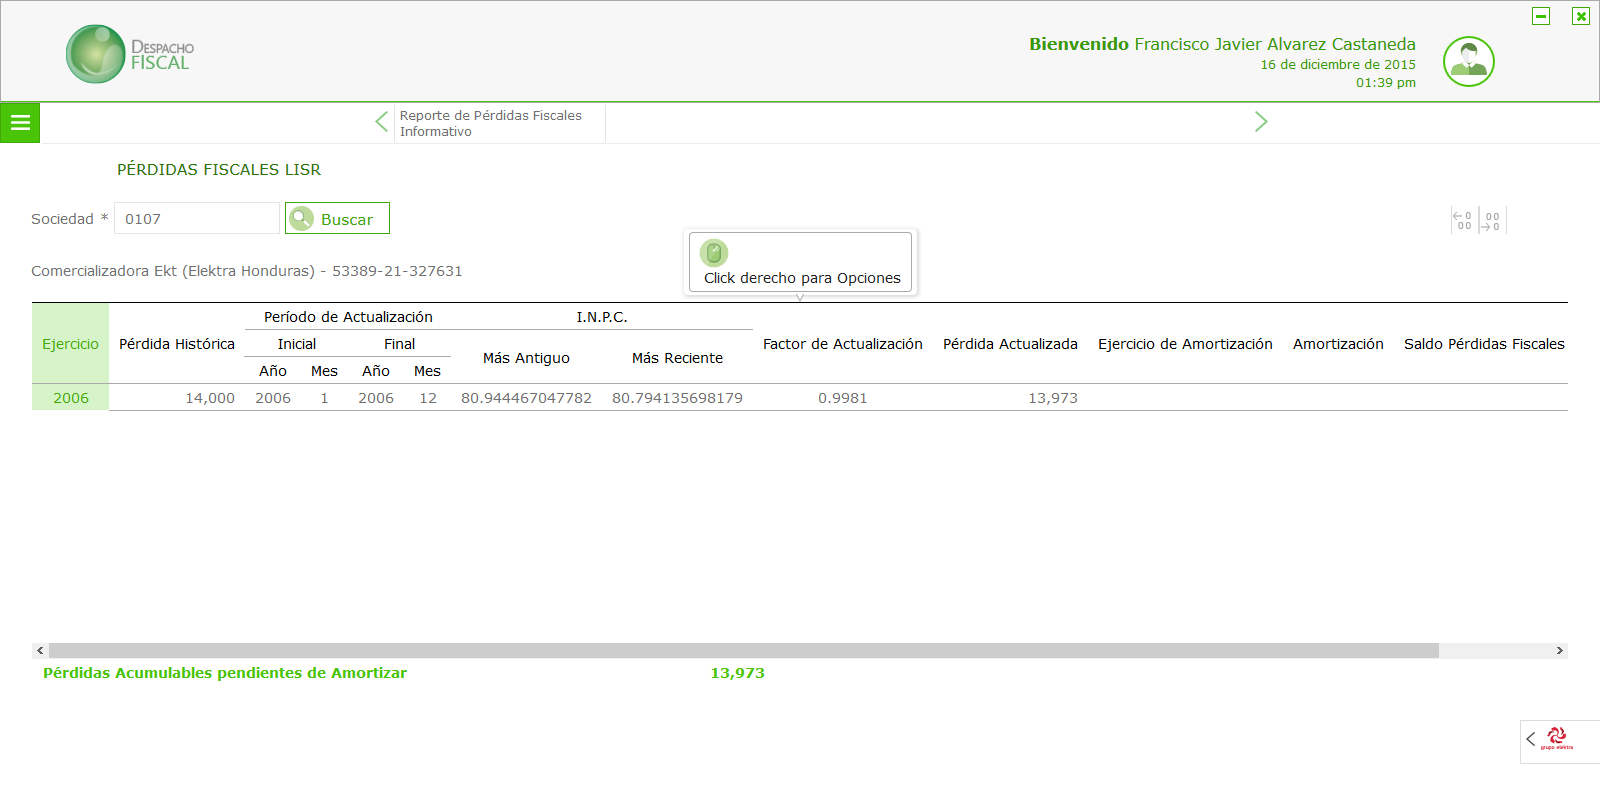 DESPACHO
FISCAL
Bienvenido Francisco Javier Alvarez Castaneda
16 de diciembre de 2015
01:39 pm
Reporte de Pérdidas Fiscales
Informativo
PÉRDIDAS FISCALES LISR
Sociedad * 0107 Buscar
←0 00
00 →0
Comercializadora Ekt (Elektra Honduras) - 53389-21-327631
Click derecho para Opciones
Período de Actualización I.N.P.C.
Ejercicio Pérdida Histórica Inicial Final Más Antiguo Más Reciente Factor de Actualización Pérdida Actualizada Ejercicio de Amortización Amortización Saldo Pérdidas Fiscales
Año Mes Año Mes
2006 14,000 2006 1 2006 12 80.944467047782 80.794135698179 0.9981 13,973
Pérdidas Acumulables pendientes de Amortizar 13,973
grupo elektra